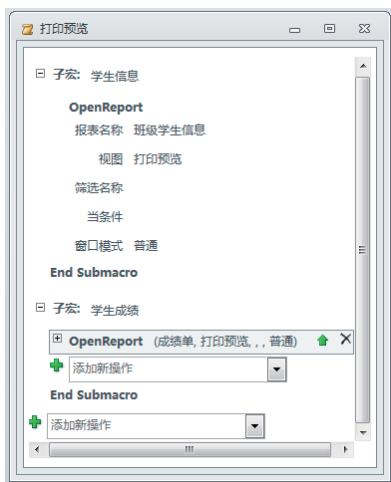 打印预览
子宏: 学生信息
OpenReport
报表名称 班级学生信息
视图 打印预览
筛选名称
当条件
窗口模式 普通
End Submacro
子宏: 学生成绩
OpenReport (成绩单, 打印预览, , , 普通)
添加新操作
End Submacro
添加新操作